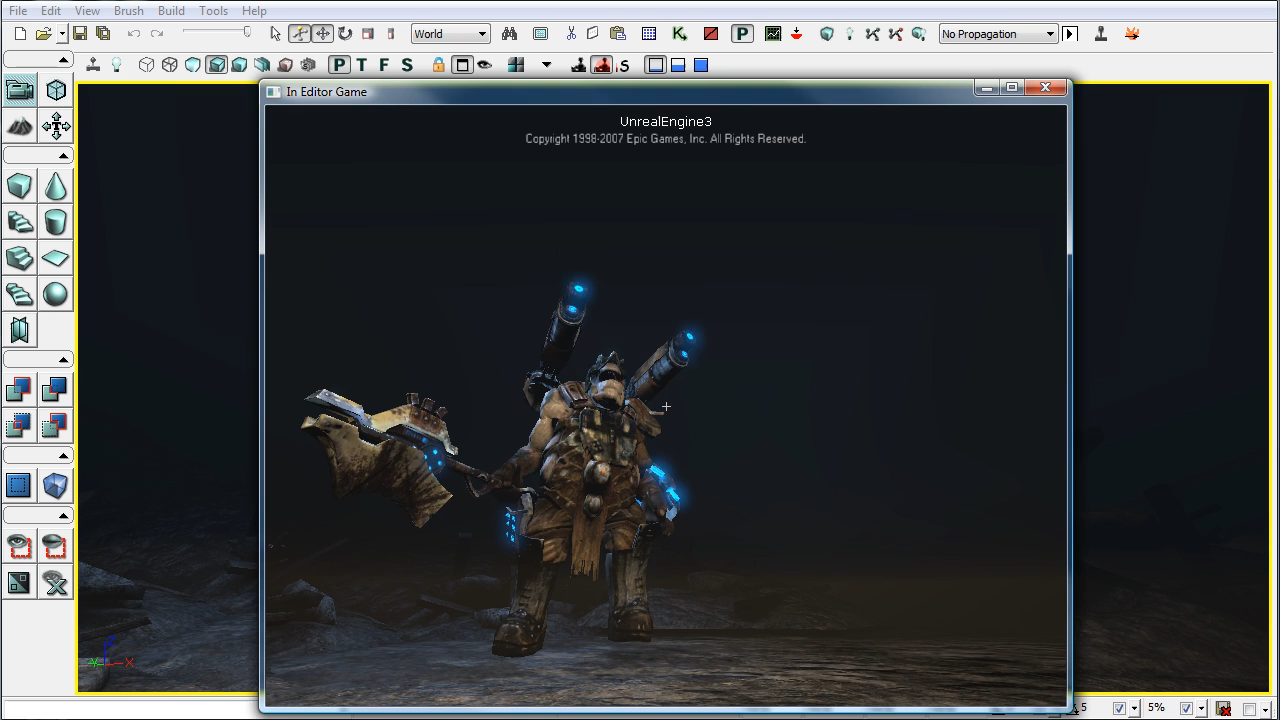 File Edit View Brush Build Tools Help
World
P
No Propagation
P T F S
S
In Editor Game
UnrealEngine3
Copyright 1998-2007 Epic Games, Inc. All Rights Reserved.
Z
Y X
5 5%